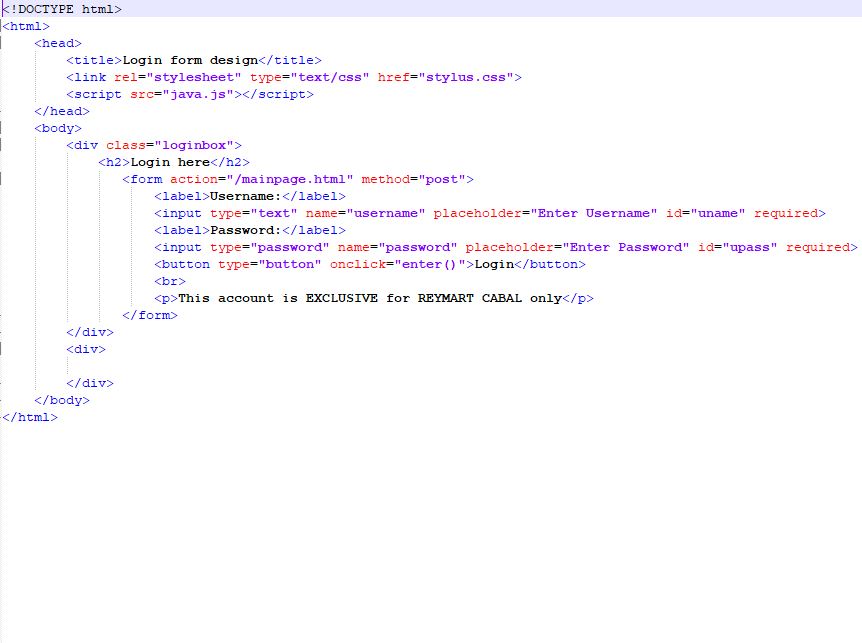 <!DOCTYPE html>
<html>
<head>
<title>Login form design</title>
<link rel="stylesheet" type="text/css" href="stylus.css">
<script src="java.js"></script>
</head>
<body>
<div class="loginbox">
<h2>Login here</h2>
<form action="/mainpage.html" method="post">
<label>Username:</label>
<input type="text" name="username" placeholder="Enter Username" id="uname" required>
<label>Password:</label>
<input type="password" name="password" placeholder="Enter Password" id="upass" required>
<button type="button" onclick="enter()">Login</button>
<br>
<p>This account is EXCLUSIVE for REYMART CABAL only</p>
</form>
</div>
<div>
</div>
</body>
</html>